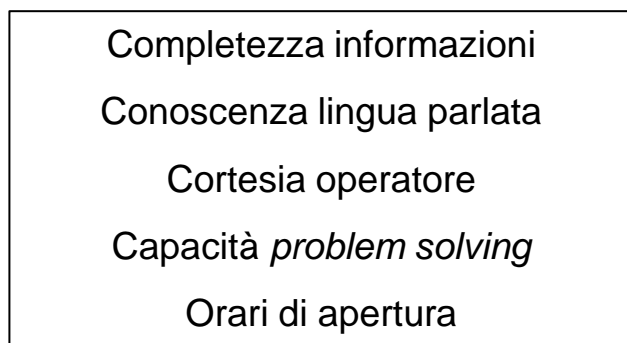 Completezza informazioni
Conoscenza lingua parlata
Cortesia operatore
Capacità problem solving
Orari di apertura